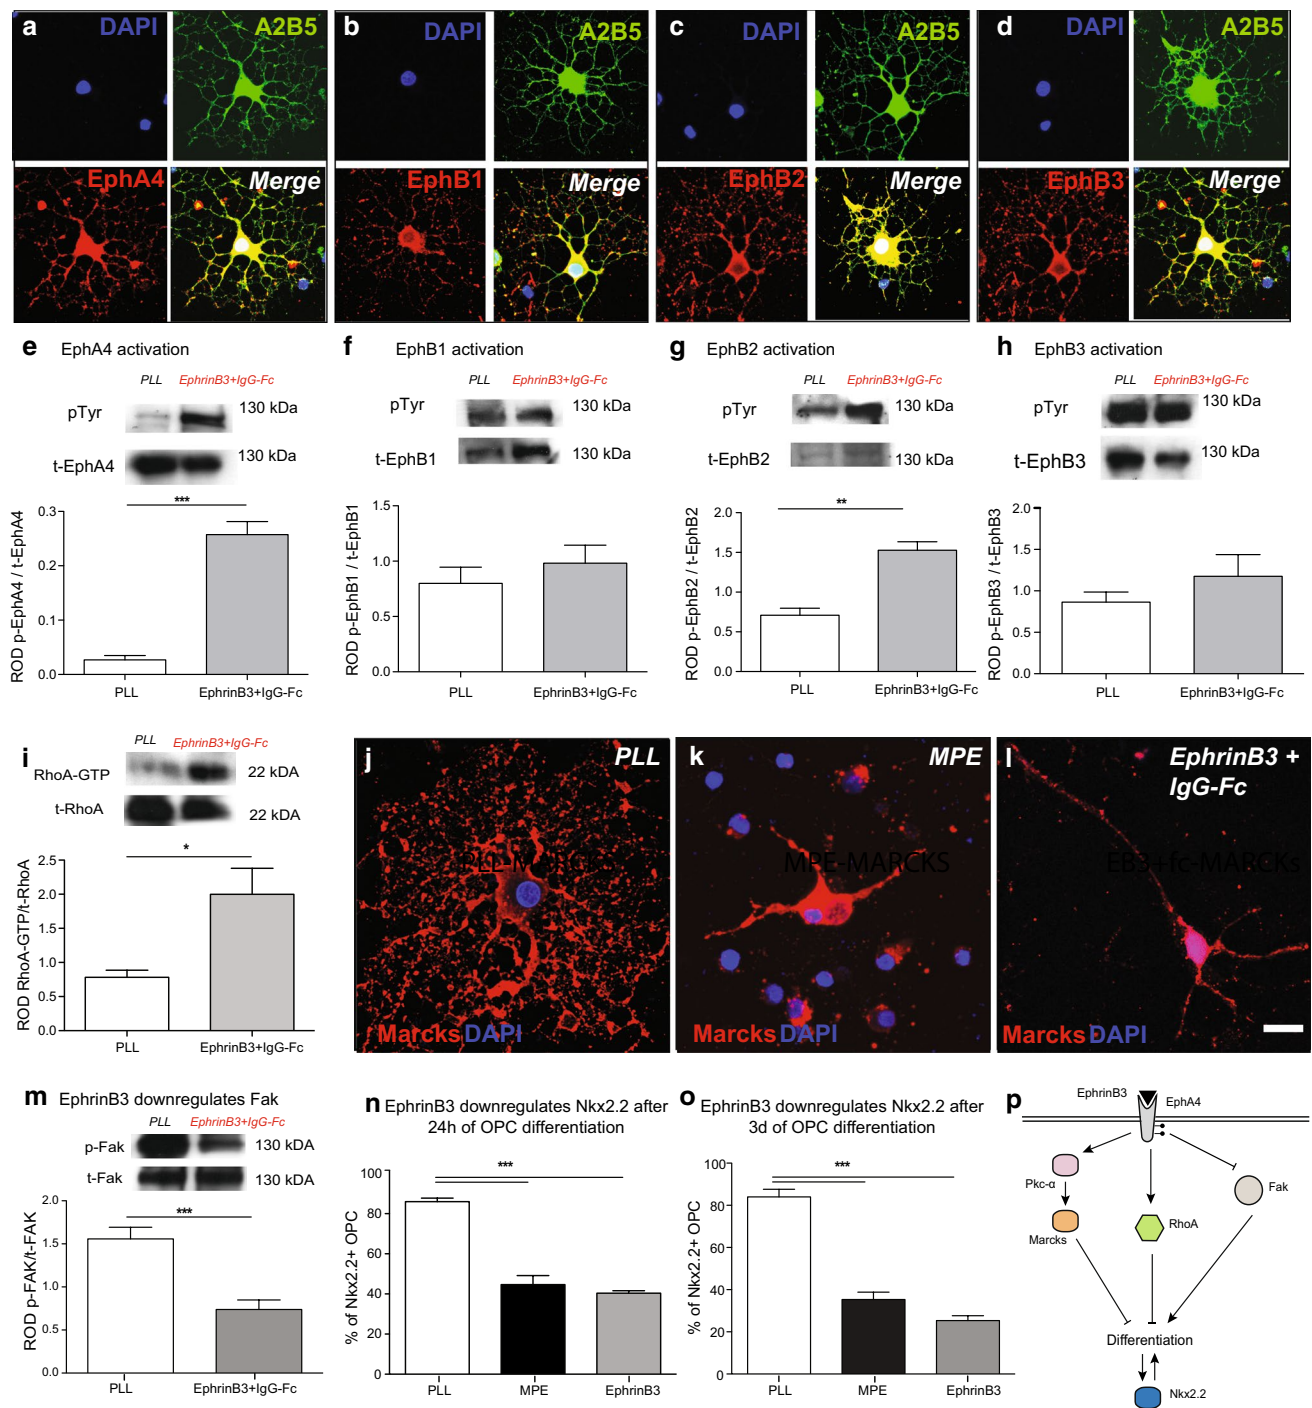 a DAPI A2B5 b DAPI A2B5 c DAPI A2B5 d DAPI A2B5
EphA4 Merge EphB1 Merge EphB2 Merge EphB3 Merge
e EphA4 activation
PLL EphrinB3+IgG-Fc
pTyr 130 kDa
t-EphA4 130 kDa
***
ROD p-EphA4 / t-EphA4
0.3
0.2
0.1
0.0
PLL EphrinB3+IgG-Fc
f EphB1 activation
PLL EphrinB3+IgG-Fc
pTyr 130 kDa
t-EphB1 130 kDa
ROD p-EphB1 / t-EphB1
1.5
1.0
0.5
0.0
PLL EphrinB3+IgG-Fc
g EphB2 activation
PLL EphrinB3+IgG-Fc
pTyr 130 kDa
t-EphB2 130 kDa
**
ROD p-EphB2 / t-EphB2
2.0
1.5
1.0
0.5
0.0
PLL EphrinB3+IgG-Fc
h EphB3 activation
PLL EphrinB3+IgG-Fc
pTyr 130 kDa
t-EphB3 130 kDa
ROD p-EphB3 / t-EphB3
2.0
1.5
1.0
0.5
0.0
PLL EphrinB3+IgG-Fc
i
PLL EphrinB3+IgG-Fc
RhoA-GTP 22 kDA
t-RhoA 22 kDA
*
ROD RhoA-GTP/t-RhoA
2.5
2.0
1.5
1.0
0.5
0.0
PLL EphrinB3+IgG-Fc
j PLL
Marcks DAPI
k MPE
MPE-MARCKS
Marcks DAPI
l EphrinB3 +
IgG-Fc
EB3+fc-MARCKs
Marcks DAPI
m EphrinB3 downregulates Fak
PLL EphrinB3+IgG-Fc
p-Fak 130 kDA
t-Fak 130 kDA
***
ROD p-FAK/t-FAK
2.0
1.5
1.0
0.5
0.0
PLL EphrinB3+IgG-Fc
n EphrinB3 downregulates Nkx2.2 after
24h of OPC differentiation
***
% of Nkx2.2+ OPC
100
80
60
40
20
0
PLL MPE EphrinB3
o EphrinB3 downregulates Nkx2.2 after
3d of OPC differentiation
***
% of Nkx2.2+ OPC
100
80
60
40
20
0
PLL MPE EphrinB3
p
EphrinB3
EphA4
Pkc-α
Fak
Marcks
RhoA
Differentiation
Nkx2.2